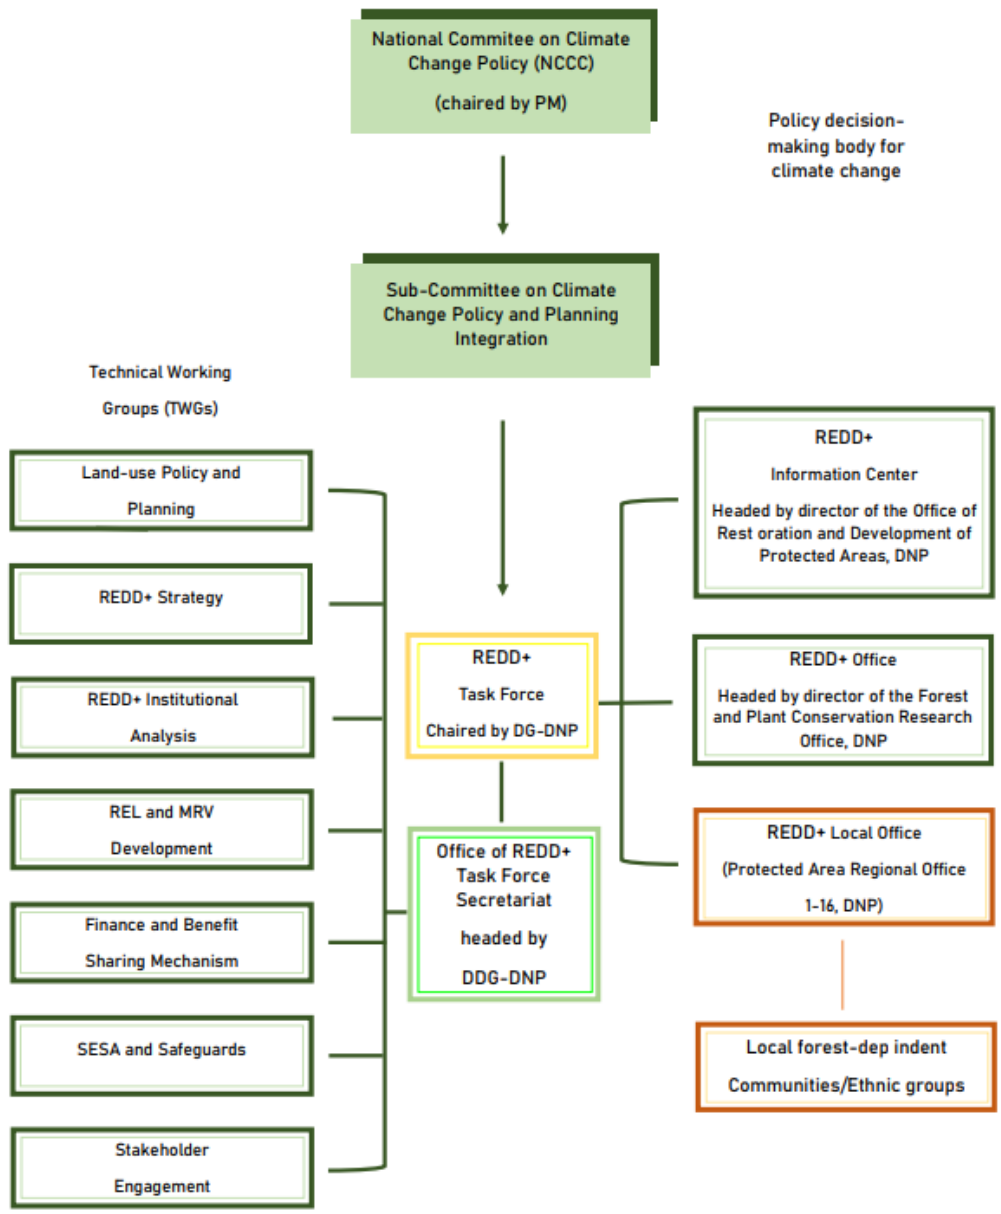 National Commitee on Climate
Change Policy (NCCC)
(chaired by PM)
Policy decision-
making body for
climate change
Sub-Committee on Climate
Change Policy and Planning
Integration
Technical Working
Groups (TWGs)
Land-use Policy and
Planning
REDD+ Strategy
REDD+ Institutional
Analysis
REL and MRV
Development
Finance and Benefit
Sharing Mechanism
SESA and Safeguards
Stakeholder
Engagement
REDD+
Task Force
Chaired by DG-DNP
Office of REDD+
Task Force
Secretariat
headed by
DDG-DNP
REDD+
Information Center
Headed by director of the Office of
Rest oration and Development of
Protected Areas, DNP
REDD+ Office
Headed by director of the Forest
and Plant Conservation Research
Office, DNP
REDD+ Local Office
(Protected Area Regional Office
1-16, DNP)
Local forest-dep indent
Communities/Ethnic groups